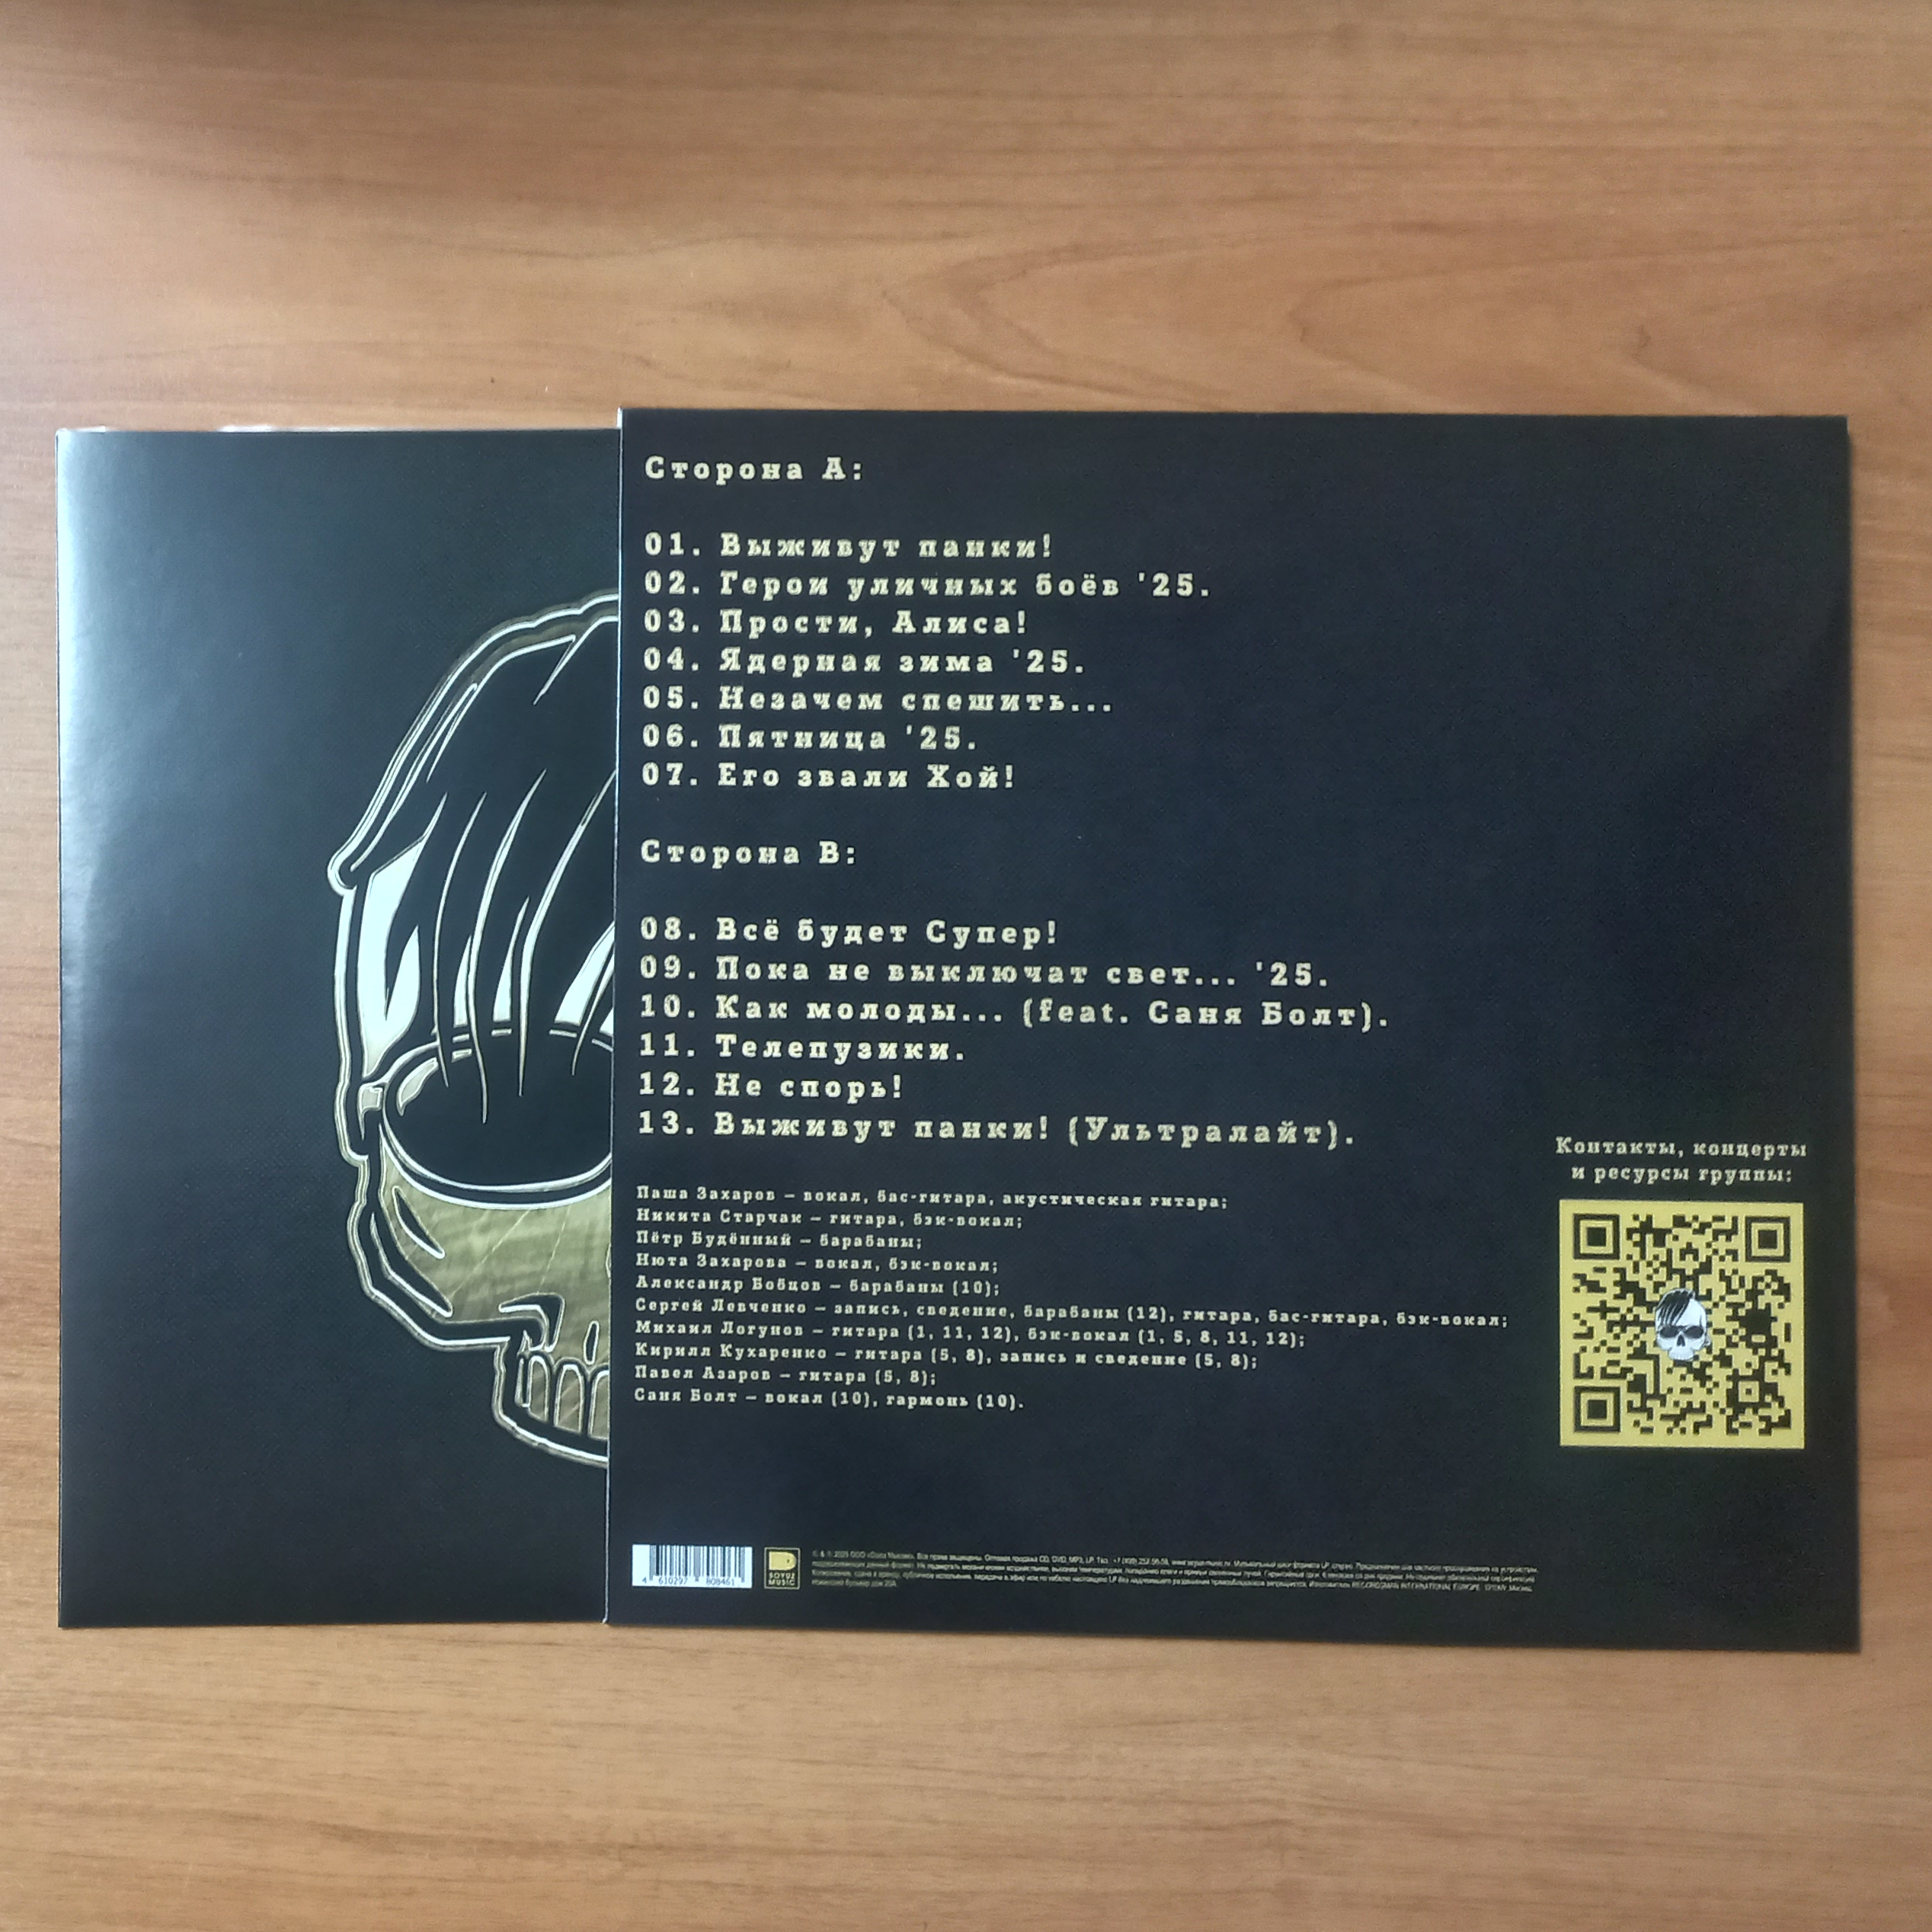 Сторона А:
01. Выживут панки!
02. Герои уличных боёв '25.
03. Прости, Алиса!
04. Ядерная зима '25.
05. Незачем спешить...
06. Пятница '25.
07. Его звали Хой!
Сторона В:
08. Всё будет Супер!
09. Пока не выключат свет... '25.
10. Как молоды... (feat. Саня Болт).
11. Телепузики.
12. Не спорь!
13. Выживут панки! (Ультралайт).
Паша Захаров – вокал, бас-гитара, акустическая гитара;
Никита Старчак – гитара, бэк-вокал;
Пётр Будённый – барабаны;
Нюта Захарова – вокал, бэк-вокал;
Александр Бобцов – барабаны (10);
Сергей Левченко – запись, сведение, барабаны (12), гитара, бас-гитара, бэк-вокал;
Михаил Логунов – гитара (1, 11, 12), бэк-вокал (1, 5, 8, 11, 12);
Кирилл Кухаренко – гитара (5, 8), запись и сведение (5, 8);
Павел Азаров – гитара (5, 8);
Саня Болт – вокал (10), гармонь (10).
Контакты, концерты
и ресурсы группы:
4 610297 808461
SOYUZ
MUSIC